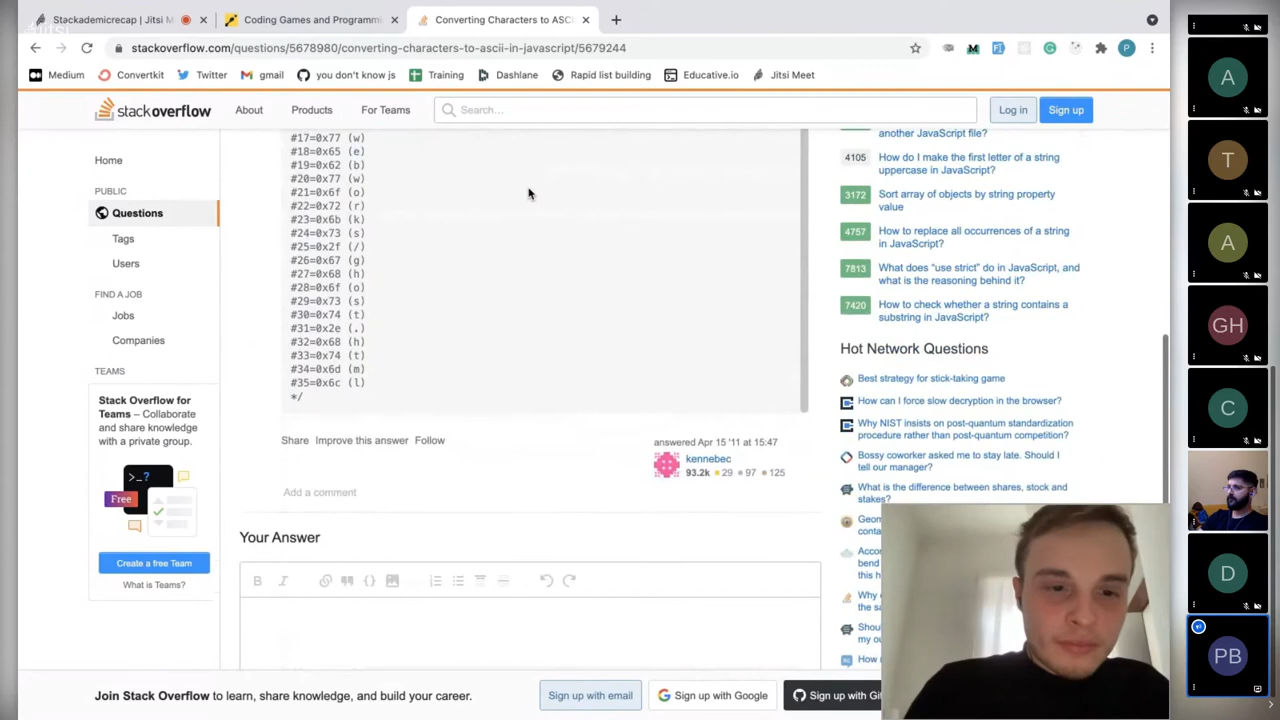 Stackademicrecap | Jitsi M
Coding Games and Programmi
Converting Characters to ASCI
stackoverflow.com/questions/5678980/converting-characters-to-ascii-in-javascript/5679244
P
Medium
Convertkit
Twitter
gmail
you don't know js
Training
Dashlane
Rapid list building
Educative.io
Jitsi Meet
stackoverflow
About
Products
For Teams
Search...
Log in
Sign up
Home
PUBLIC
Questions
Tags
Users
FIND A JOB
Jobs
Companies
TEAMS
Stack Overflow for
Teams – Collaborate
and share knowledge
with a private group.
>_?
Free
Create a free Team
What is Teams?
#17=0x77 (w)
#18=0x65 (e)
#19=0x62 (b)
#20=0x77 (w)
#21=0x6f (o)
#22=0x72 (r)
#23=0x6b (k)
#24=0x73 (s)
#25=0x2f (/)
#26=0x67 (g)
#27=0x68 (h)
#28=0x6f (o)
#29=0x73 (s)
#30=0x74 (t)
#31=0x2e (.)
#32=0x68 (h)
#33=0x74 (t)
#34=0x6d (m)
#35=0x6c (l)
*/
Share Improve this answer Follow
answered Apr 15 '11 at 15:47
kennebec
93.2k 29 97 125
Add a comment
Your Answer
B I
another JavaScript file?
4105 How do I make the first letter of a string
uppercase in JavaScript?
3172 Sort array of objects by string property
value
4757 How to replace all occurrences of a string
in JavaScript?
7813 What does “use strict” do in JavaScript, and
what is the reasoning behind it?
7420 How to check whether a string contains a
substring in JavaScript?
Hot Network Questions
Best strategy for stick-taking game
How can I force slow decryption in the browser?
Why NIST insists on post-quantum standardization
procedure rather than post-quantum competition?
Bossy coworker asked me to stay late. Should I
tell our manager?
What is the difference between shares, stock and
stakes?
Join Stack Overflow to learn, share knowledge, and build your career.
Sign up with email
Sign up with Google
Sign up with Git
A
T
A
GH
C
D
PB